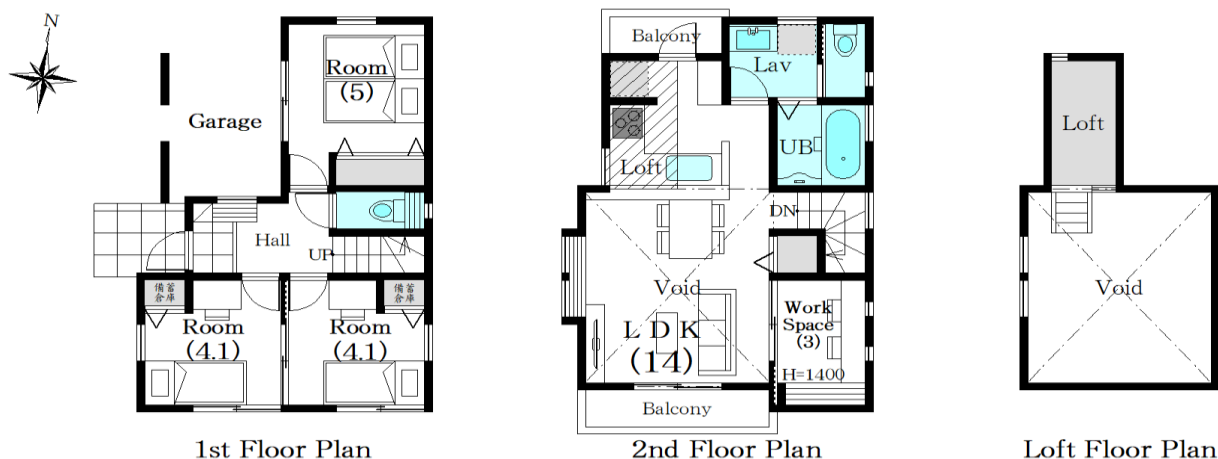 N
Garage
Room
(5)
Hall
UP
備蓄
倉庫
備蓄
倉庫
Room
(4.1)
Room
(4.1)
1st Floor Plan
Balcony
Lav
UB
Loft
DN
Void
L D K
(14)
Work
Space
(3)
H=1400
Balcony
2nd Floor Plan
Loft
Void
Loft Floor Plan